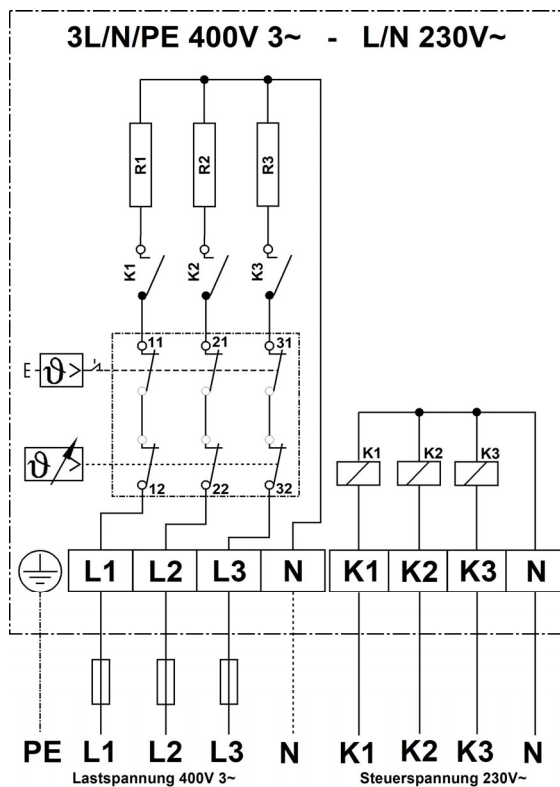 3L/N/PE 400V 3~ - L/N 230V~
R1 R2 R3
K1 K2 K3
11 21 31
E ϑ >
ϑ >
12 22 32
K1 K2 K3
L1 L2 L3 N K1 K2 K3 N
PE L1 L2 L3 N K1 K2 K3 N
Lastspannung 400V 3~ Steuerspannung 230V~